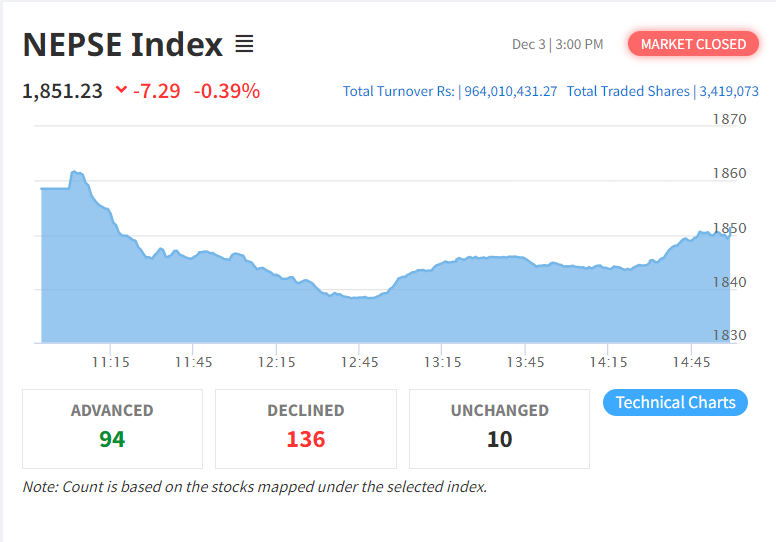 NEPSE Index
Dec 3 | 3:00 PM MARKET CLOSED
1,851.23 -7.29 -0.39% Total Turnover Rs: | 964,010,431.27 Total Traded Shares | 3,419,073
1870
1860
1850
1840
1830
11:15 11:45 12:15 12:45 13:15 13:45 14:15 14:45
ADVANCED DECLINED UNCHANGED Technical Charts
94 136 10
Note: Count is based on the stocks mapped under the selected index.